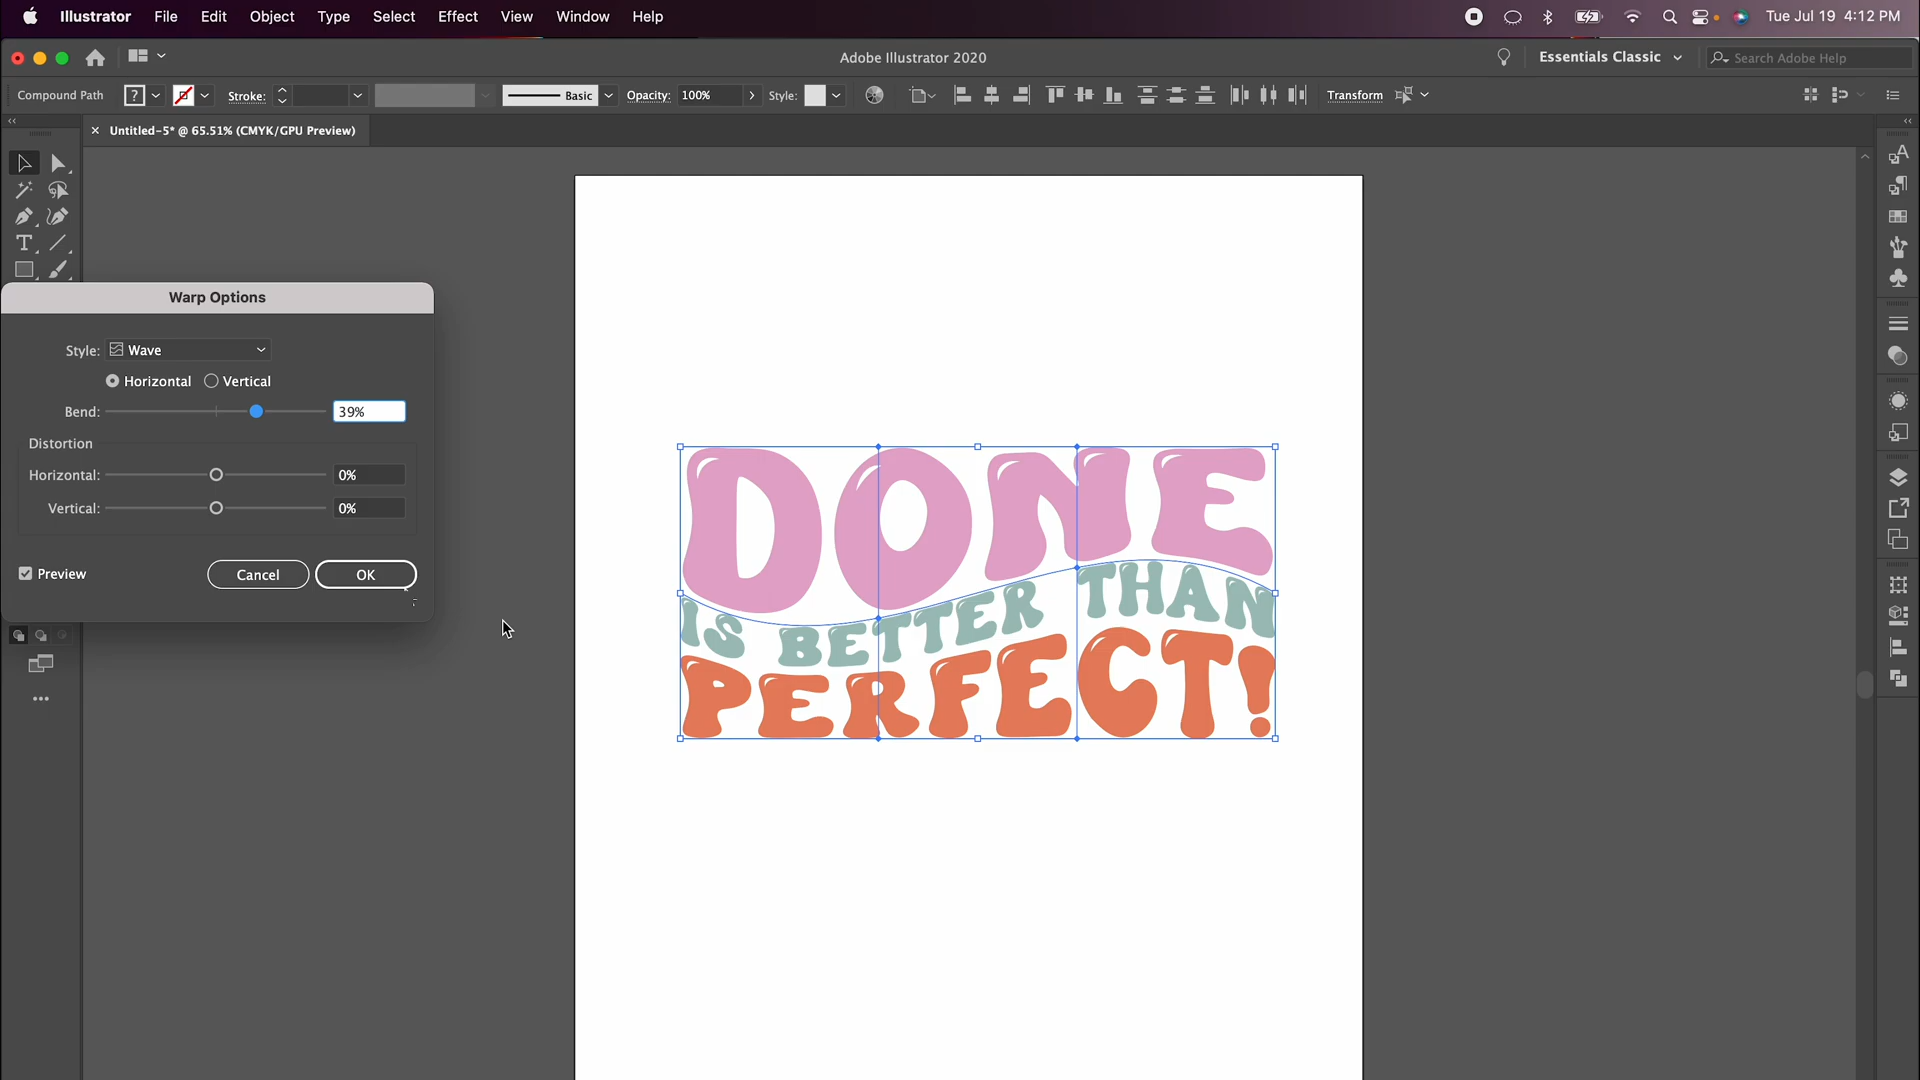 Illustrator File Edit Object Type Select Effect View Window Help Tue Jul 19 4:12 PM
Adobe Illustrator 2020 Essentials Classic Search Adobe Help
Compound Path ? Stroke: Basic Opacity: 100% Style: Transform
× Untitled-5* @ 65.51% (CMYK/GPU Preview)
Warp Options
Style: Wave
Horizontal Vertical
Bend: 39%
Distortion
Horizontal: 0%
Vertical: 0%
Preview Cancel OK
DONE
IS BETTER THAN
PERFECT!